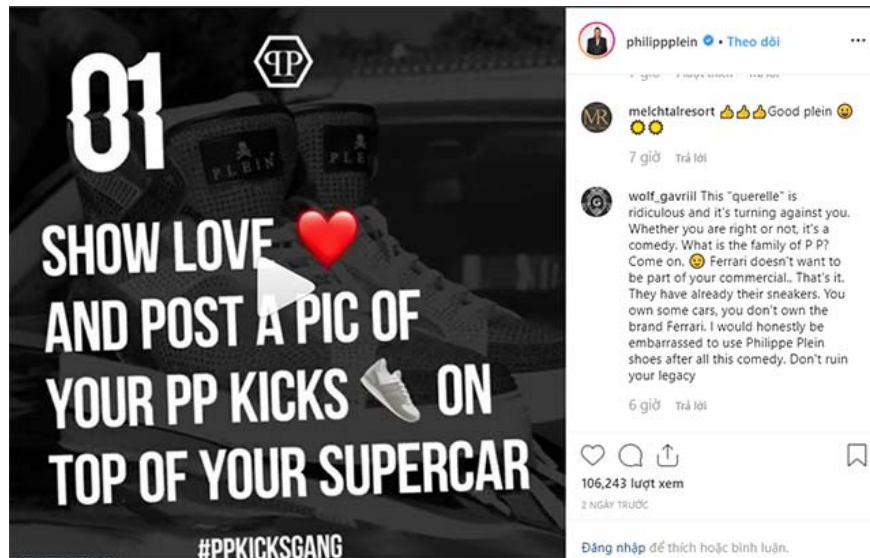 01
PP
PLEIN
PLEIN
SHOW LOVE
AND POST A PIC OF
YOUR PP KICKS ON
TOP OF YOUR SUPERCAR
#PPKICKSGANG
philippplein • Theo dõi
melchtalresort Good plein
7 giờ Trả lời
wolf_gavriil This "querelle" is
ridiculous and it's turning against you.
Whether you are right or not, it's a
comedy. What is the family of P P?
Come on. Ferrari doesn't want to
be part of your commercial.. That's it.
They have already their sneakers. You
own some cars, you don't own the
brand Ferrari. I would honestly be
embarrassed to use Philippe Plein
shoes after all this comedy. Don't ruin
your legacy
6 giờ Trả lời
106,243 lượt xem
2 NGÀY TRƯỚC
Đăng nhập để thích hoặc bình luận.